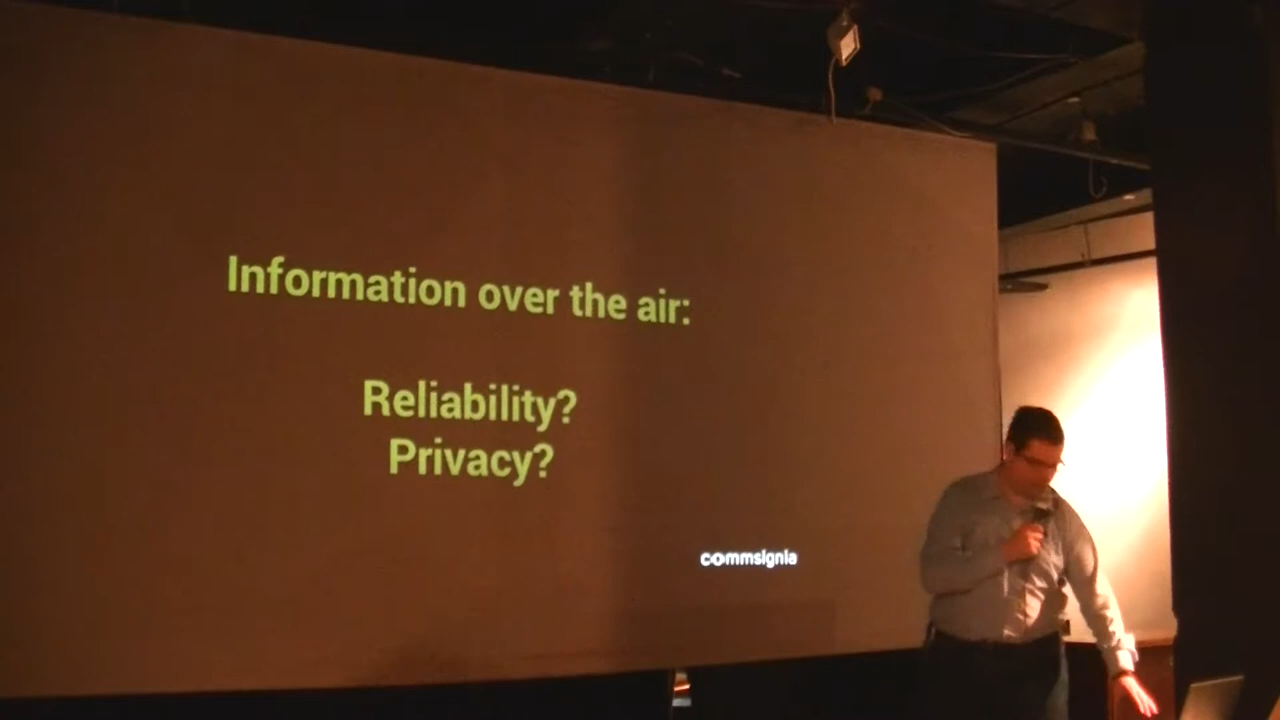 Information over the air:
Reliability?
Privacy?
commsignia